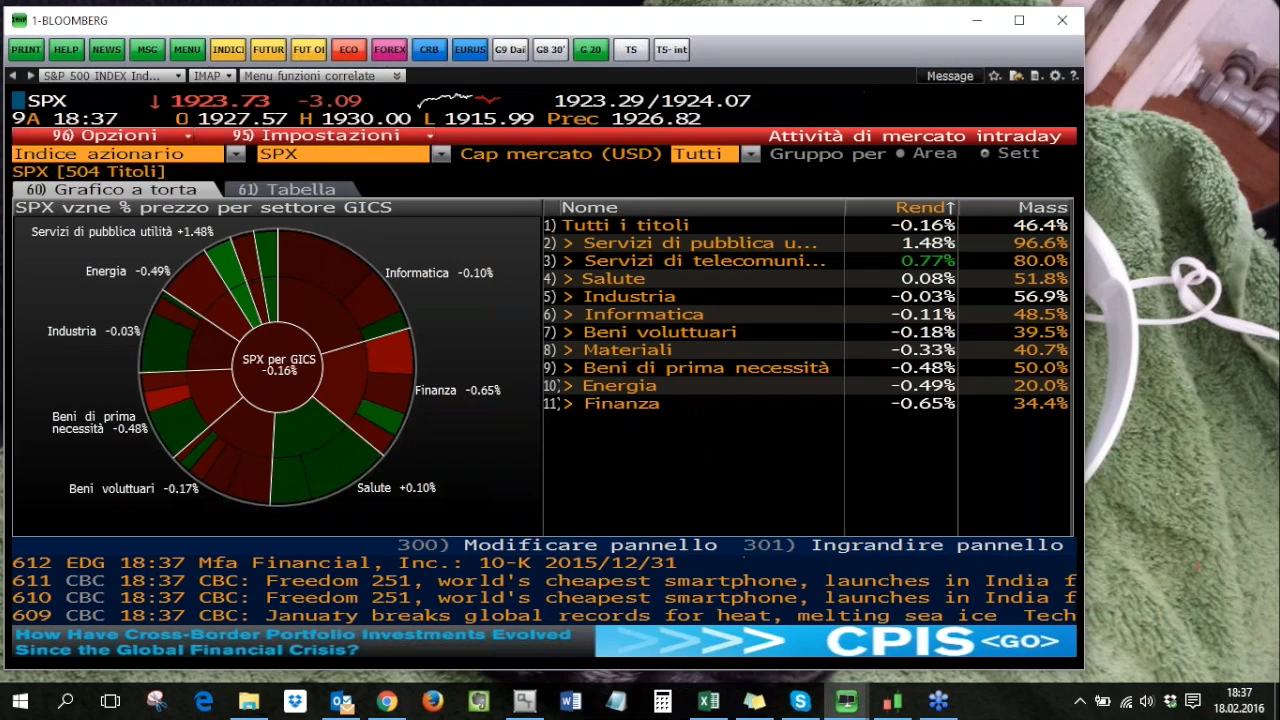 1-BLOOMBERG
PRINT HELP NEWS MSG MENU INDICI FUTUR FUT OI ECO FOREX CRB EURUS G9 Dai G8 30' G 20 TS TS- int
S&P 500 INDEX Ind... IMAP Menu funzioni correlate Message
SPX 1923.73 -3.09 1923.29/1924.07
9A 18:37 O 1927.57 H 1930.00 L 1915.99 Prec 1926.82
96) Opzioni 95) Impostazioni Attività di mercato intraday
Indice azionario SPX Cap mercato (USD) Tutti Gruppo per Area Sett
SPX [504 Titoli]
60) Grafico a torta 61) Tabella
SPX vzne % prezzo per settore GICS
Servizi di pubblica utilità +1.48%
Energia -0.49%
Informatica -0.10%
Industria -0.03%
SPX per GICS
-0.16%
Finanza -0.65%
Beni di prima
necessità -0.48%
Beni voluttuari -0.17%
Salute +0.10%
Nome Rend↑ Mass
1) Tutti i titoli -0.16% 46.4%
2) > Servizi di pubblica u... 1.48% 96.6%
3) > Servizi di telecomuni... 0.77% 80.0%
4) > Salute 0.08% 51.8%
5) > Industria -0.03% 56.9%
6) > Informatica -0.11% 48.5%
7) > Beni voluttuari -0.18% 39.5%
8) > Materiali -0.33% 40.7%
9) > Beni di prima necessità -0.48% 50.0%
10) > Energia -0.49% 20.0%
11) > Finanza -0.65% 34.4%
300) Modificare pannello 301) Ingrandire pannello
612 EDG 18:37 Mfa Financial, Inc.: 10-K 2015/12/31
611 CBC 18:37 CBC: Freedom 251, world's cheapest smartphone, launches in India f
610 CBC 18:37 CBC: Freedom 251, world's cheapest smartphone, launches in India f
609 CBC 18:37 CBC: January breaks global records for heat, melting sea ice Tech
How Have Cross-Border Portfolio Investments Evolved
Since the Global Financial Crisis?
CPIS <GO>
18:37
18.02.2016